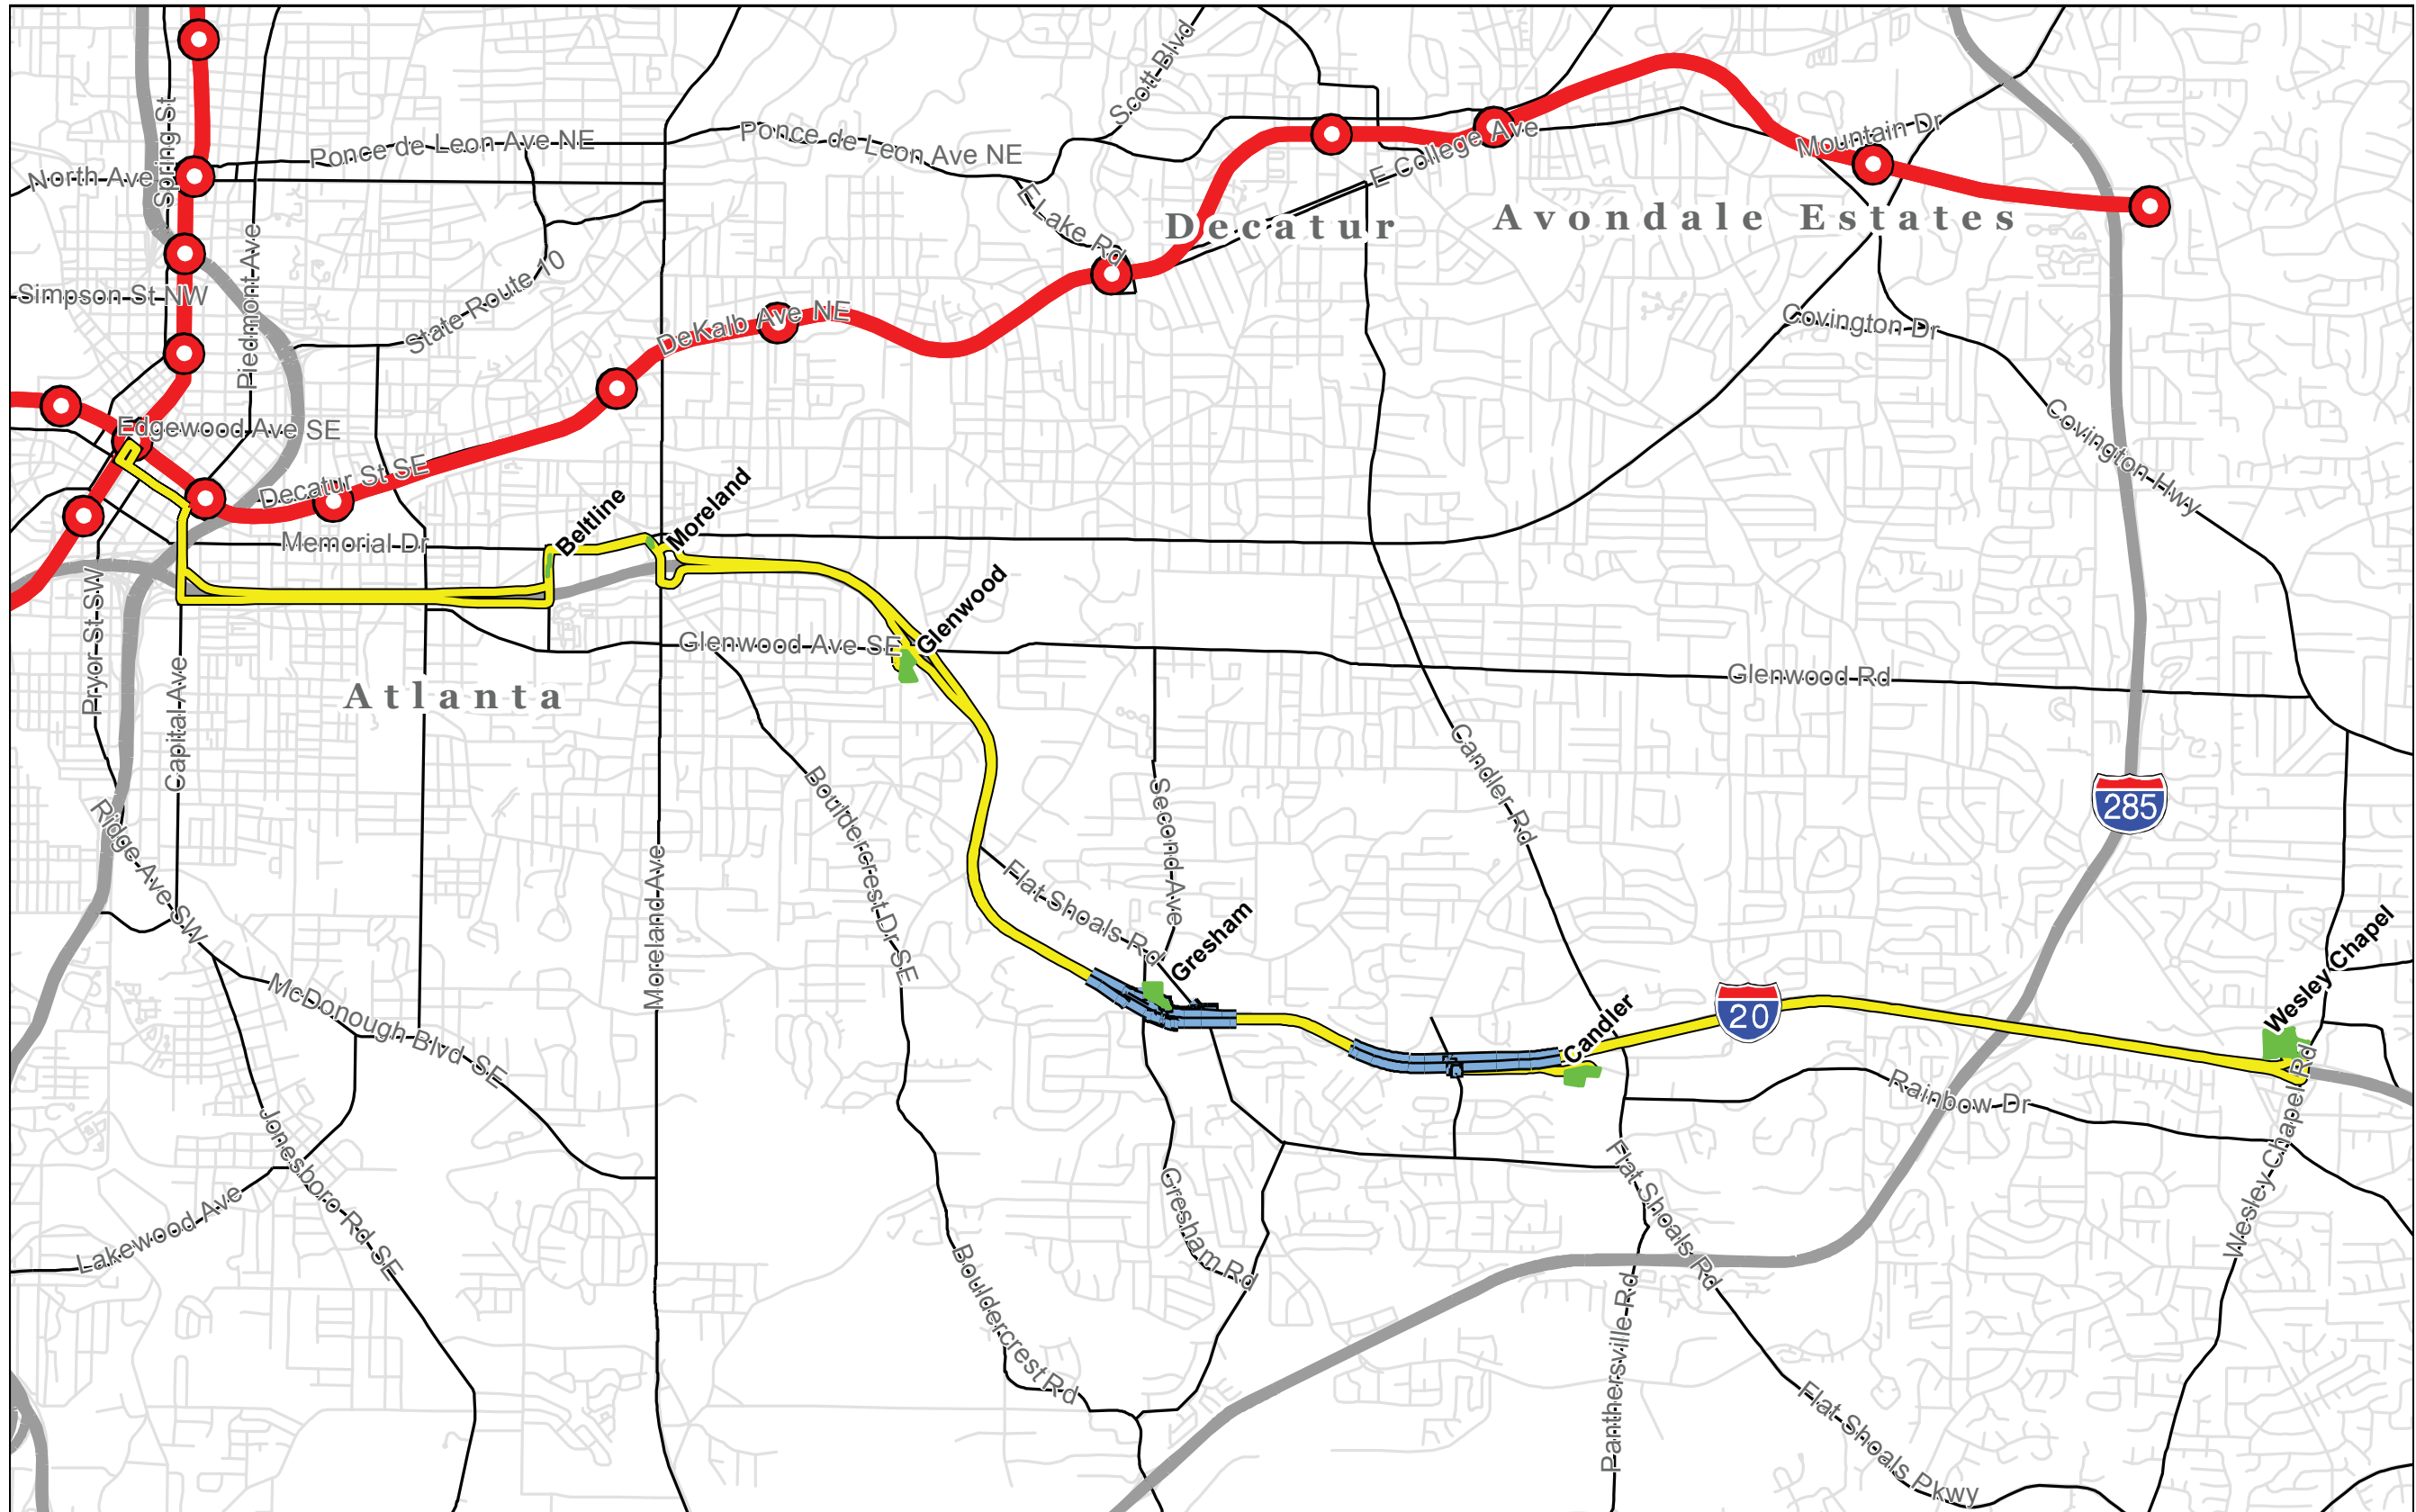 Scott Blvd
Spring St
Ponce de Leon Ave NE
Ponce de Leon Ave NE
E College Ave
Mountain Dr
North Ave
E Lake Rd
Decatur
Avondale Estates
Piedmont Ave
State Route 10
Simpson St NW
DeKalb Ave NE
Covington Dr
Edgewood Ave SE
Covington Hwy
Decatur St SE
Beltline
Moreland
Memorial Dr
Glenwood
Pryor St SW
Glenwood Ave SE
Glenwood Rd
Capital Ave
Atlanta
Candler Rd
285
Second Ave
Bouldercrest Dr SE
Ridge Ave SW
Flat Shoals Rd
Gresham
Moreland Ave
Wesley Chapel
McDonough Blvd SE
20
Candler
Rainbow Dr
Wesley Chapel Rd
Jonesboro Rd SE
Lakewood Ave
Gresham Rd
Flat Shoals Rd
Bouldercrest Rd
Panthersville Rd
Flat Shoals Pkwy